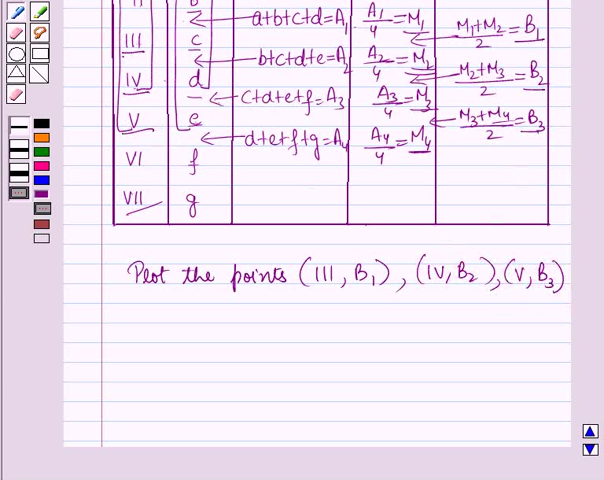 II b
a+b+c+d=A₁ A₁/4=M₁ (M₁+M₂)/2=B₁
III c
b+c+d+e=A₂ A₂/4=M₂
IV d (M₂+M₃)/2=B₂
c+d+e+f=A₃ A₃/4=M₃
V e (M₃+M₄)/2=B₃
d+e+f+g=A₄ A₄/4=M₄
VI f
VII g
Plot the points (III, B₁), (IV, B₂), (V, B₃)